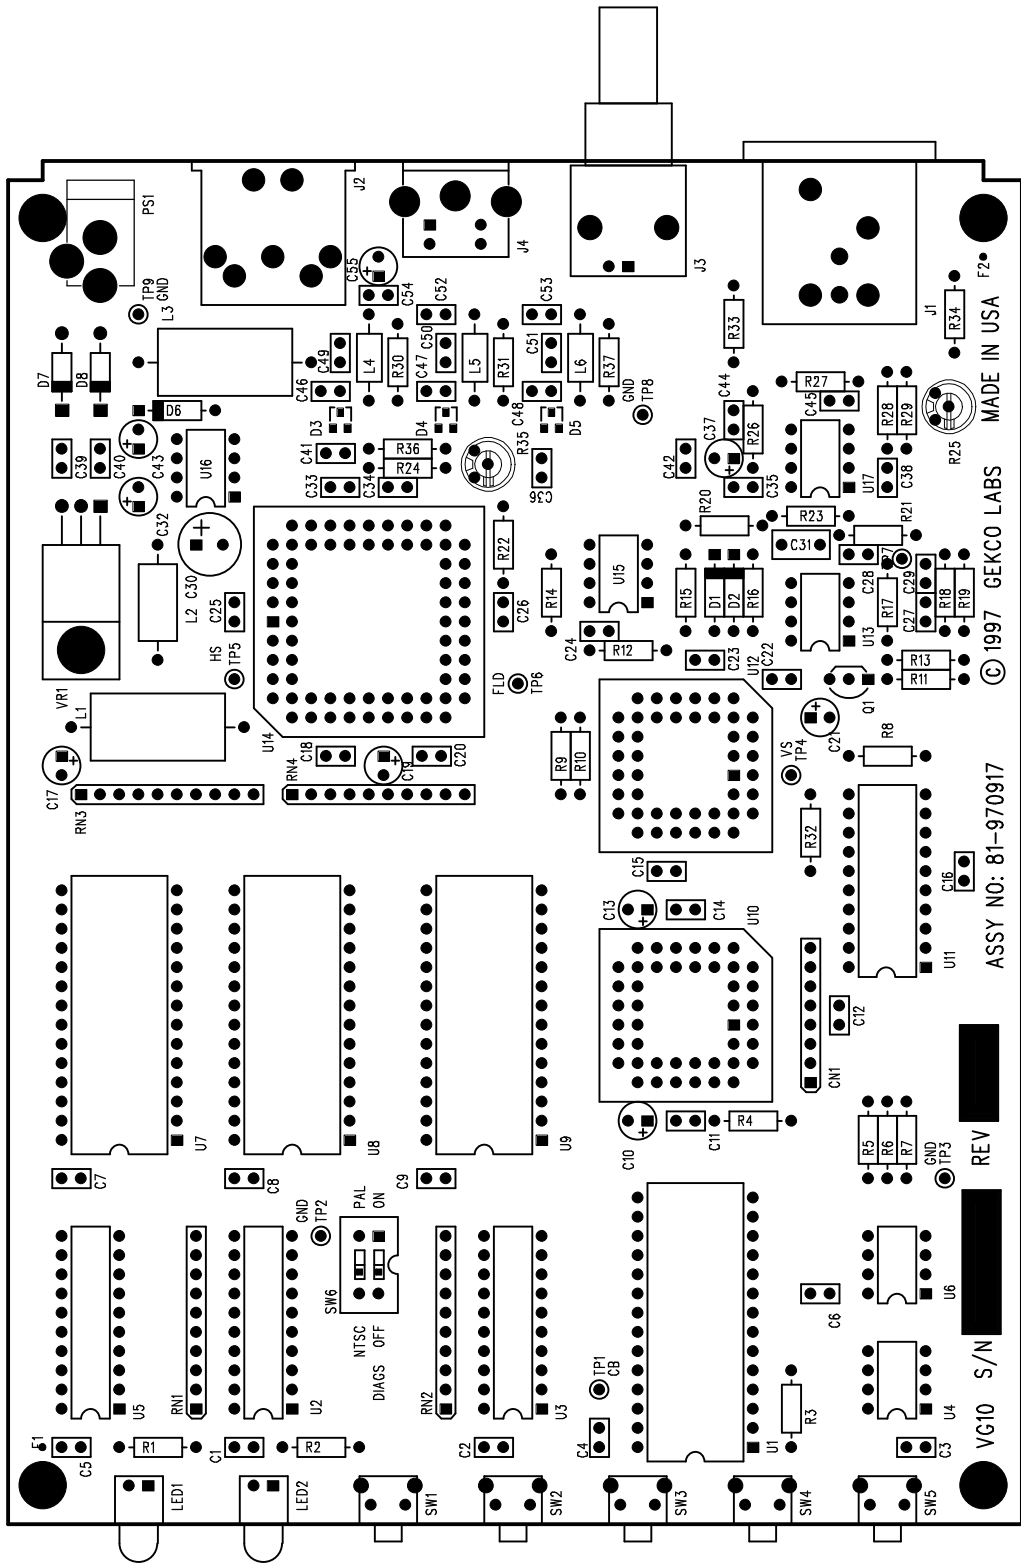 J2
PS1
J4
C55
J3
TP9
GND
L3
C54
C52
C53
F2
J1
R34
MADE IN USA
D7
D8
C49
L4
R30
C50
L5
R31
C51
L6
R37
R33
C46
C47
C48
GND
TP8
C44
R27
C45
R28
R29
R25
D6
D3
D4
D5
C37
R26
C39
C40
C43
U16
C41
R36
R24
R35
C42
C33
C34
C36
C35
U17
C38
C32
R20
R23
R21
C30
R22
C31
TP7
L2
C25
C26
R14
U15
R15
D1
D2
R16
C28
C29
R17
C27
R18
R19
U13
HS
TP5
C24
R12
C23
U12
C22
R13
R11
© 1997 GEKCO LABS
VR1
L1
FLD
TP6
Q1
U14
C18
C19
C20
C21
R8
C17
RN4
R9
R10
VS
TP4
RN3
R32
C15
C16
C13
C14
U10
U11
ASSY NO: 81-970917
C12
CN1
U7
U8
U9
C10
C11
R4
R5
R6
R7
GND
TP3
REV
C7
C8
C9
GND
TP2
PAL
ON
SW6
NTSC
OFF
DIAGS
C6
U6
S/N
TP1
CB
U5
RN1
U2
RN2
U3
R3
U4
VG10
F1
C5
R1
C1
R2
C2
C4
U1
C3
LED1
LED2
SW1
SW2
SW3
SW4
SW5